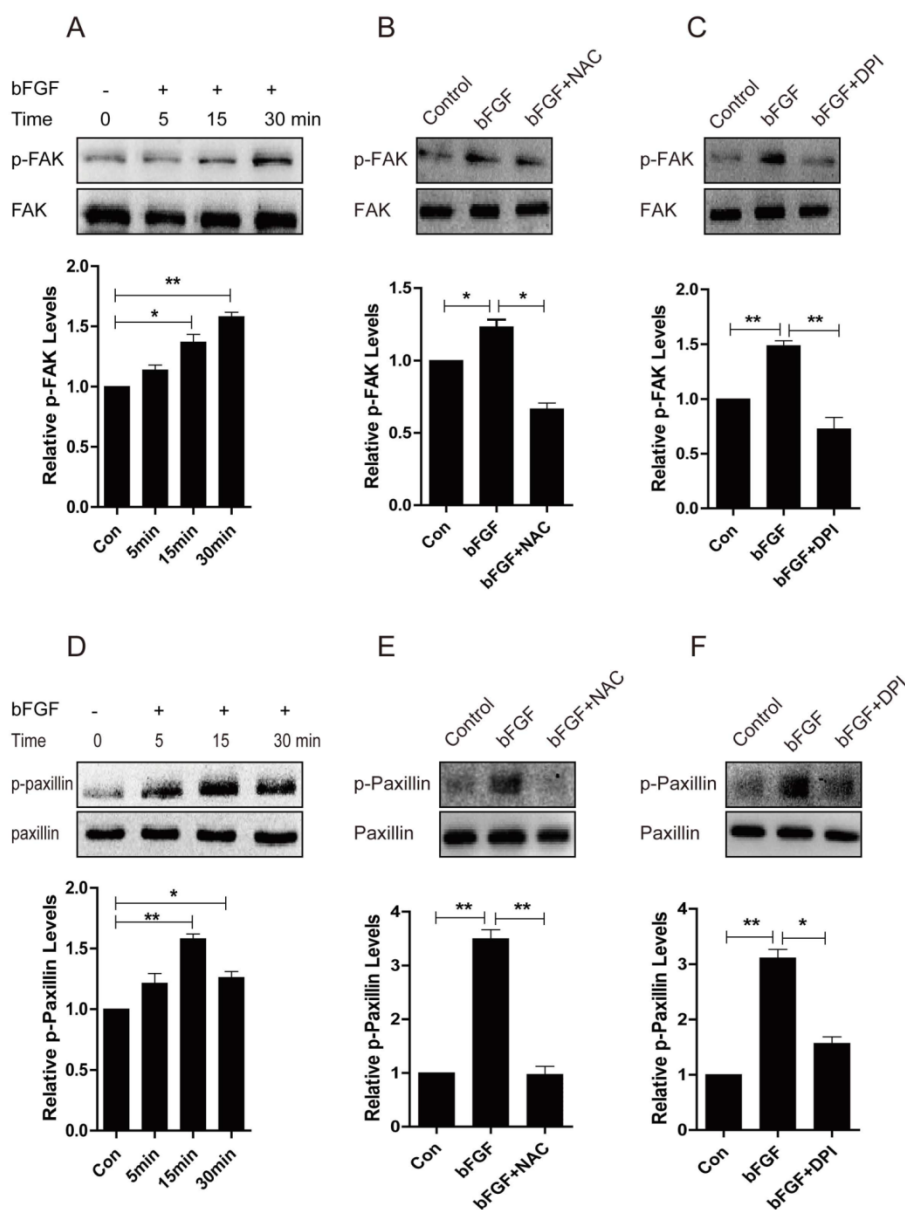 A
bFGF - + + +
Time 0 5 15 30 min
p-FAK
FAK
Relative p-FAK Levels
2.0
1.5
1.0
0.5
0.0
**
*
Con 5min 15min 30min
B
Control bFGF bFGF+NAC
p-FAK
FAK
Relative p-FAK Levels
1.5
1.0
0.5
0.0
* *
Con bFGF bFGF+NAC
C
Control bFGF bFGF+DPI
p-FAK
FAK
Relative p-FAK Levels
2.0
1.5
1.0
0.5
0.0
** **
Con bFGF bFGF+DPI
D
bFGF - + + +
Time 0 5 15 30 min
p-paxillin
paxillin
Relative p-Paxillin Levels
2.0
1.5
1.0
0.5
0.0
*
**
Con 5min 15min 30min
E
Control bFGF bFGF+NAC
p-Paxillin
Paxillin
Relative p-Paxillin Levels
4
3
2
1
0
** **
Con bFGF bFGF+NAC
F
Control bFGF bFGF+DPI
p-Paxillin
Paxillin
Relative p-Paxillin Levels
4
3
2
1
0
** *
Con bFGF bFGF+DPI